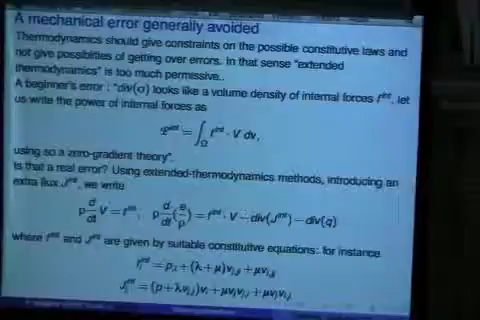 A mechanical error generally avoided
Thermodynamics should give constraints on the possible constitutive laws and
not give possibilities of getting over errors. In that sense "extended
thermodynamics" is too much permissive..
A beginner's error : "div(σ) looks like a volume density of internal forces f^int, let
us write the power of internal forces as
𝒫^int = ∫_Ω f^int · V dv,
using so a zero-gradient theory".
Is that a real error? Using extended-thermodynamics methods, introducing an
extra flux J^int, we write
ρ d/dt V = f^int, ρ d/dt (e/ρ) = f^int · V − div(J^int) − div(q)
where f^int and J^int are given by suitable constitutive equations: for instance
f_i^int = p,i + (λ+μ)v_j,ij + μv_i,jj
J_i^int = (p+λv_j,j)v_i + μv_j v_j,i + μv_j v_i,j